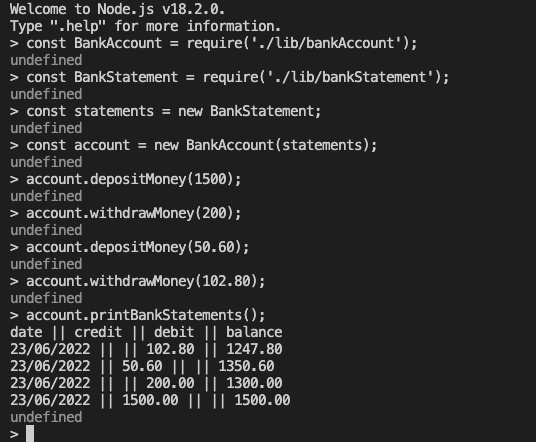 Welcome to Node.js v18.2.0.
Type ".help" for more information.
> const BankAccount = require('./lib/bankAccount');
undefined
> const BankStatement = require('./lib/bankStatement');
undefined
> const statements = new BankStatement;
undefined
> const account = new BankAccount(statements);
undefined
> account.depositMoney(1500);
undefined
> account.withdrawMoney(200);
undefined
> account.depositMoney(50.60);
undefined
> account.withdrawMoney(102.80);
undefined
> account.printBankStatements();
date || credit || debit || balance
23/06/2022 || || 102.80 || 1247.80
23/06/2022 || 50.60 || || 1350.60
23/06/2022 || || 200.00 || 1300.00
23/06/2022 || 1500.00 || || 1500.00
undefined
>